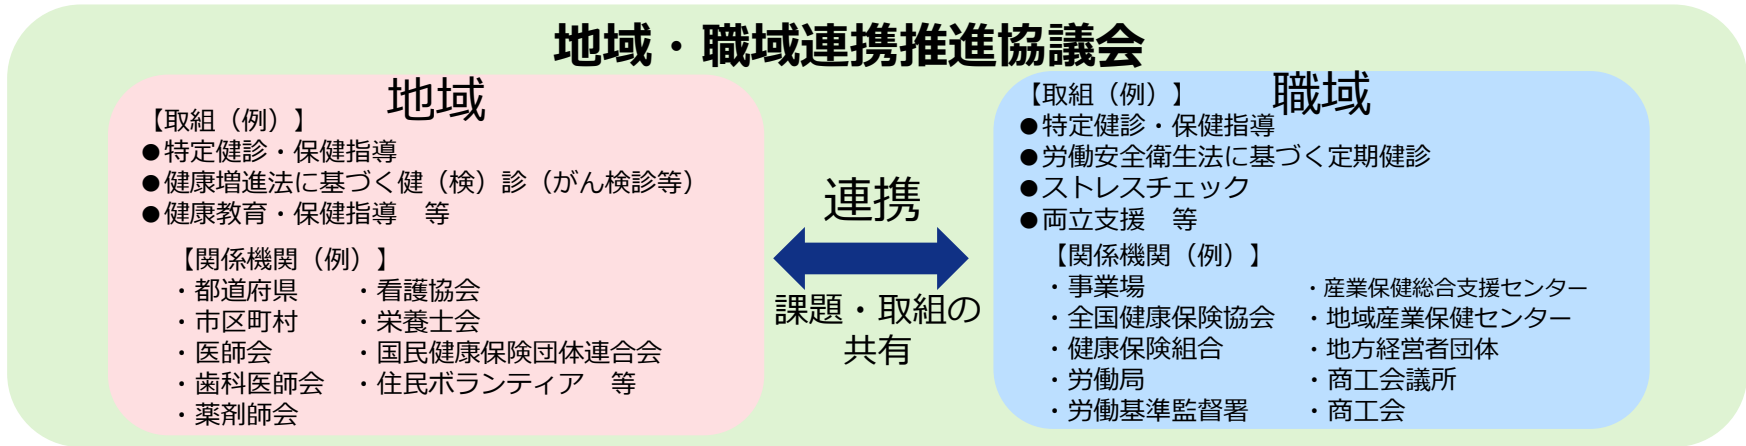 地域・職域連携推進協議会
地域
【取組（例）】
●特定健診・保健指導
●健康増進法に基づく健（検）診（がん検診等）
●健康教育・保健指導　等
【関係機関（例）】
・都道府県　・看護協会
・市区町村　・栄養士会
・医師会　・国民健康保険団体連合会
・歯科医師会　・住民ボランティア　等
・薬剤師会
連携
課題・取組の
共有
職域
【取組（例）】
●特定健診・保健指導
●労働安全衛生法に基づく定期健診
●ストレスチェック
●両立支援　等
【関係機関（例）】
・事業場　・産業保健総合支援センター
・全国健康保険協会　・地域産業保健センター
・健康保険組合　・地方経営者団体
・労働局　・商工会議所
・労働基準監督署　・商工会